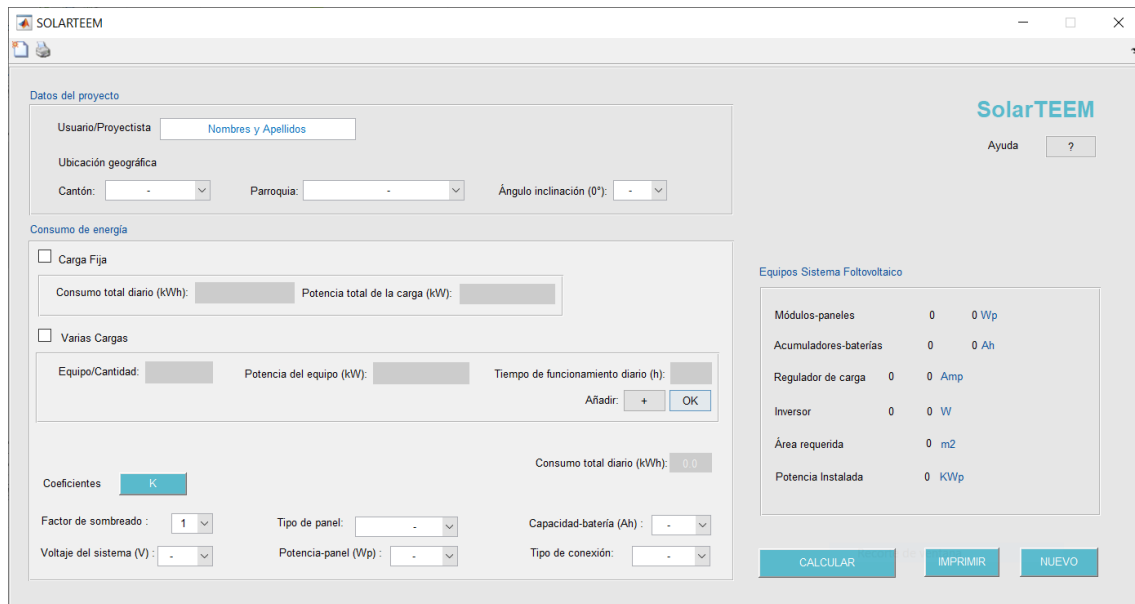 SOLARTEEM
Datos del proyecto
SolarTEEM
Usuario/Proyectista Nombres y Apellidos
Ayuda ?
Ubicación geográfica
Cantón: - Parroquia: - Ángulo inclinación (0°): -
Consumo de energía
Carga Fija
Consumo total diario (kWh): Potencia total de la carga (kW):
Varias Cargas
Equipo/Cantidad: Potencia del equipo (kW): Tiempo de funcionamiento diario (h):
Añadir: + OK
Consumo total diario (kWh): 0.0
Coeficientes K
Factor de sombreado : 1 Tipo de panel: - Capacidad-batería (Ah) : -
Voltaje del sistema (V) : - Potencia-panel (Wp) : - Tipo de conexión: -
Equipos Sistema Foltovoltaico
Módulos-paneles 0 0 Wp
Acumuladores-baterías 0 0 Ah
Regulador de carga 0 0 Amp
Inversor 0 0 W
Área requerida 0 m2
Potencia Instalada 0 KWp
CALCULAR IMPRIMIR NUEVO